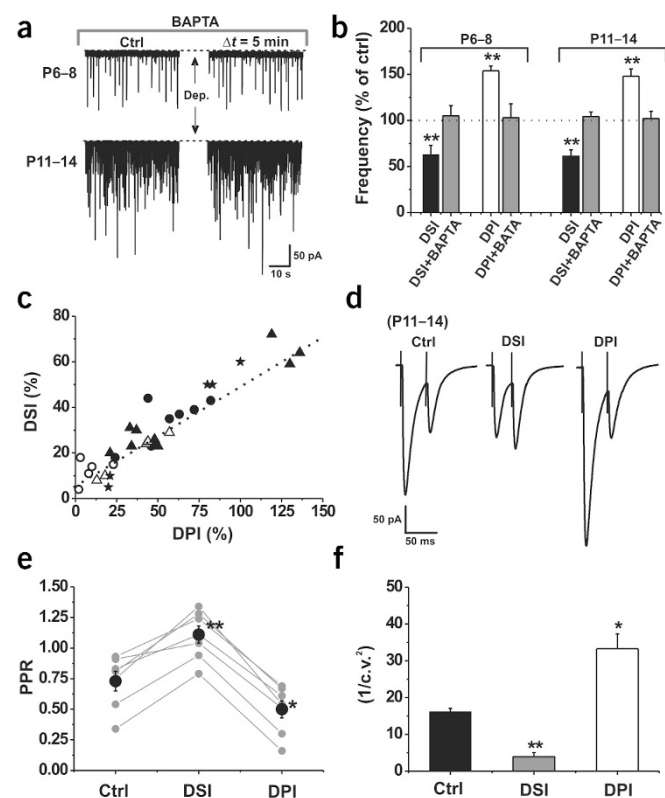 a
BAPTA
Ctrl
Δt = 5 min
P6–8
Dep.
P11–14
50 pA
10 s
b
P6–8
P11–14
Frequency (% of ctrl)
200
150
100
50
0
**
**
**
**
DSI
DSI+BAPTA
DPI
DPI+BATA
DSI
DSI+BAPTA
DPI
DPI+BAPTA
c
DSI (%)
80
60
40
20
0
0
25
50
75
100
125
150
DPI (%)
d
(P11–14)
Ctrl
DSI
DPI
50 pA
50 ms
e
PPR
1.50
1.25
1.00
0.75
0.50
0.25
0.00
**
*
Ctrl
DSI
DPI
f
(1/c.v.²)
40
30
20
10
0
**
*
Ctrl
DSI
DPI